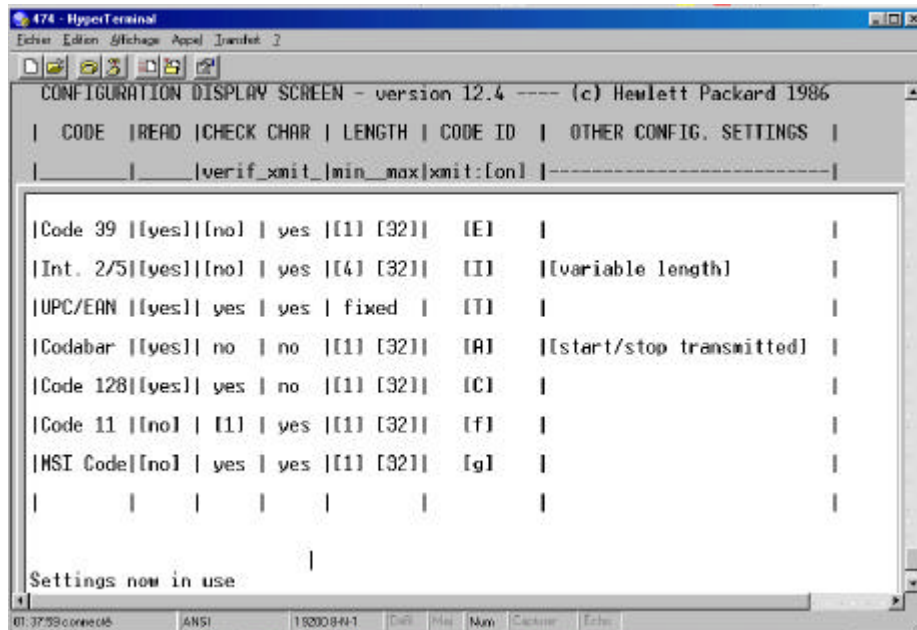 474 - HyperTerminal
Fichier Edition Affichage Appel Transfert ?
CONFIGURATION DISPLAY SCREEN - version 12.4 ---- (c) Hewlett Packard 1986
| CODE |READ |CHECK CHAR | LENGTH | CODE ID | OTHER CONFIG. SETTINGS |
|________|_____|verif_xmit_|min__max|xmit:[on] |--------------------------|
|Code 39 |[yes]|[no] | yes |[1] [32]| [E] | |
|Int. 2/5|[yes]|[no] | yes |[4] [32]| [I] |[variable length] |
|UPC/EAN |[yes]| yes | yes | fixed | [T] | |
|Codabar |[yes]| no | no |[1] [32]| [A] |[start/stop transmitted] |
|Code 128|[yes]| yes | no |[1] [32]| [C] | |
|Code 11 |[no] | [1] | yes |[1] [32]| [f] | |
|MSI Code|[no] | yes | yes |[1] [32]| [g] | |
| | | | | | | |
Settings now in use
01:37:59 connecté ANSI 19200 8-N-1 Défil Maj Num Capturer Écho